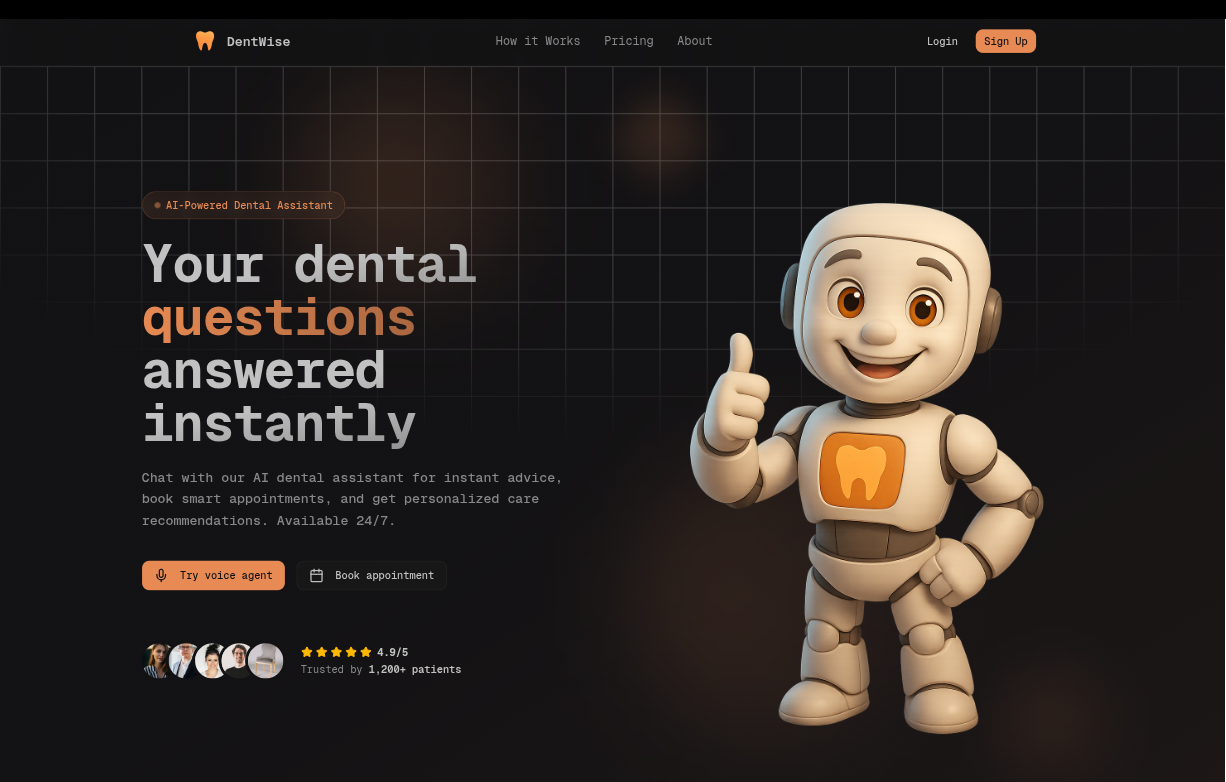 DentWise
How it Works
Pricing
About
Login
Sign Up
AI-Powered Dental Assistant
Your dental
questions
answered
instantly
Chat with our AI dental assistant for instant advice,
book smart appointments, and get personalized care
recommendations. Available 24/7.
Try voice agent
Book appointment
4.9/5
Trusted by 1,200+ patients